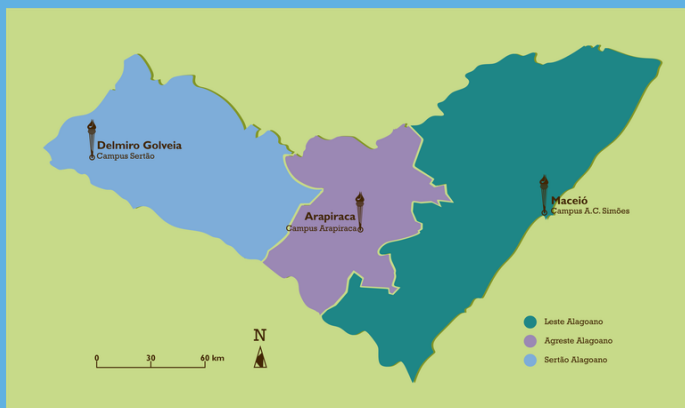 Delmiro Golveia
Campus Sertão
Maceió
Campus A.C. Simões
Arapiraca
Campus Arapiraca
Leste Alagoano
Agreste Alagoano
Sertão Alagoano
N
0 30 60 km